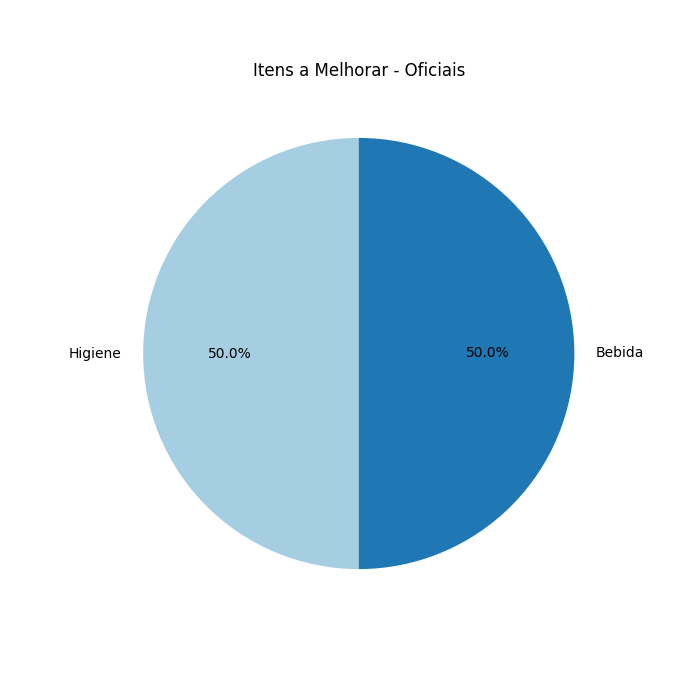 Itens a Melhorar - Oficiais
Higiene
50.0%
50.0%
Bebida